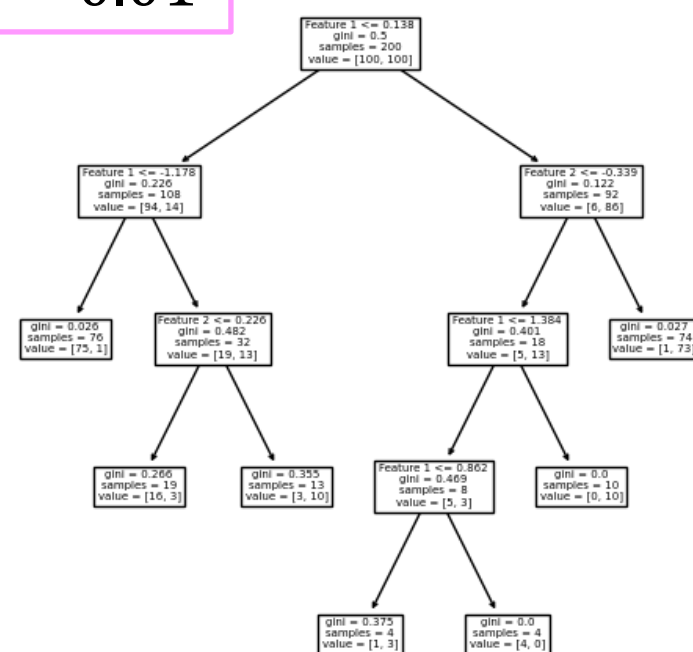 Feature 1 <= 0.138
gini = 0.5
samples = 200
value = [100, 100]
Feature 1 <= -1.178
gini = 0.226
samples = 108
value = [94, 14]
Feature 2 <= -0.339
gini = 0.122
samples = 92
value = [6, 86]
gini = 0.026
samples = 76
value = [75, 1]
Feature 2 <= 0.226
gini = 0.482
samples = 32
value = [19, 13]
Feature 1 <= 1.384
gini = 0.401
samples = 18
value = [5, 13]
gini = 0.027
samples = 74
value = [1, 73]
gini = 0.266
samples = 19
value = [16, 3]
gini = 0.355
samples = 13
value = [3, 10]
Feature 1 <= 0.862
gini = 0.469
samples = 8
value = [5, 3]
gini = 0.0
samples = 10
value = [0, 10]
gini = 0.375
samples = 4
value = [1, 3]
gini = 0.0
samples = 4
value = [4, 0]